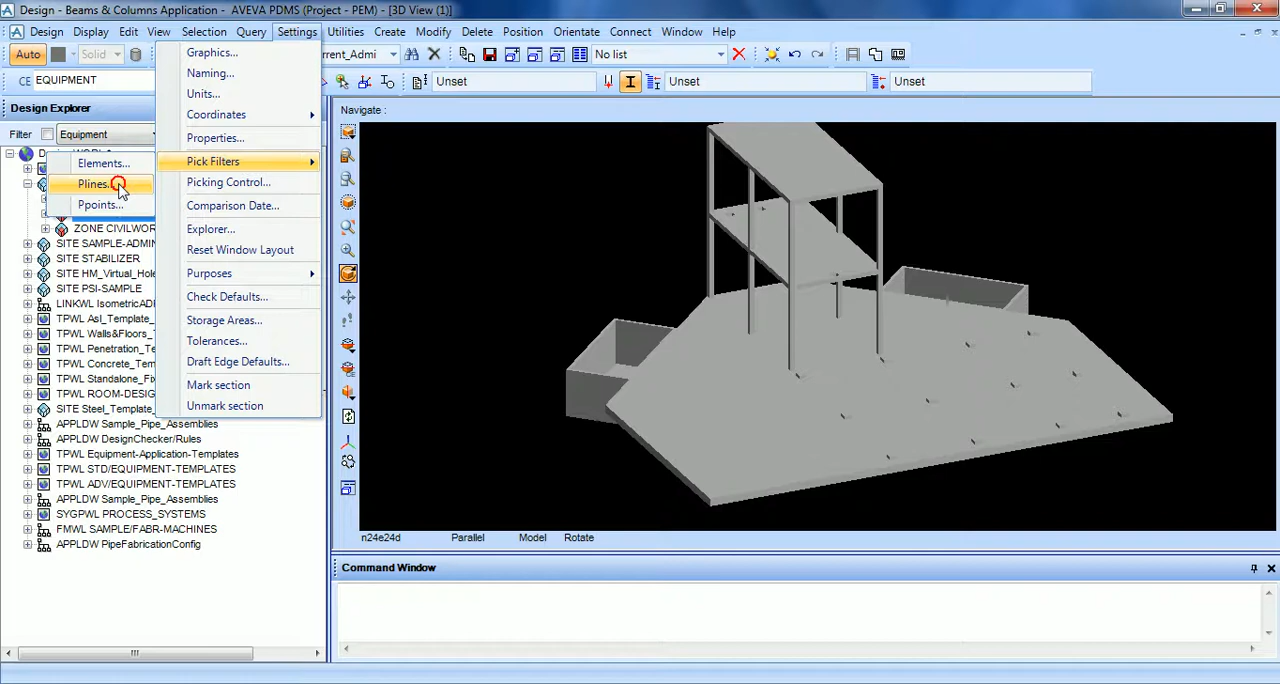 Design - Beams & Columns Application - AVEVA PDMS (Project - PEM) - [3D View (1)]
Design Display Edit View Selection Query Settings Utilities Create Modify Delete Position Orientate Connect Window Help
Auto Solid rrent_Admi No list
CE EQUIPMENT Unset Unset Unset
Design Explorer
Filter Equipment
Graphics...
Naming...
Units...
Coordinates
Properties...
Pick Filters
Picking Control...
Comparison Date...
Explorer...
Reset Window Layout
Purposes
Check Defaults...
Storage Areas...
Tolerances...
Draft Edge Defaults...
Mark section
Unmark section
Elements...
Plines...
Ppoints...
ZONE CIVILWOR
SITE SAMPLE-ADMIN
SITE STABILIZER
SITE HM_Virtual_Hole
SITE PSI-SAMPLE
LINKWL IsometricADP
TPWL Asl_Template_
TPWL Walls&Floors_T
TPWL Penetration_Te
TPWL Concrete_Tem
TPWL Standalone_Fix
TPWL ROOM-DESIG
SITE Steel_Template_
APPLDW Sample_Pipe_Assemblies
APPLDW DesignChecker/Rules
TPWL Equipment-Application-Templates
TPWL STD/EQUIPMENT-TEMPLATES
TPWL ADV/EQUIPMENT-TEMPLATES
APPLDW Sample_Pipe_Assemblies
SYGPWL PROCESS_SYSTEMS
FMWL SAMPLE/FABR-MACHINES
APPLDW PipeFabricationConfig
Navigate :
n24e24d Parallel Model Rotate
Command Window